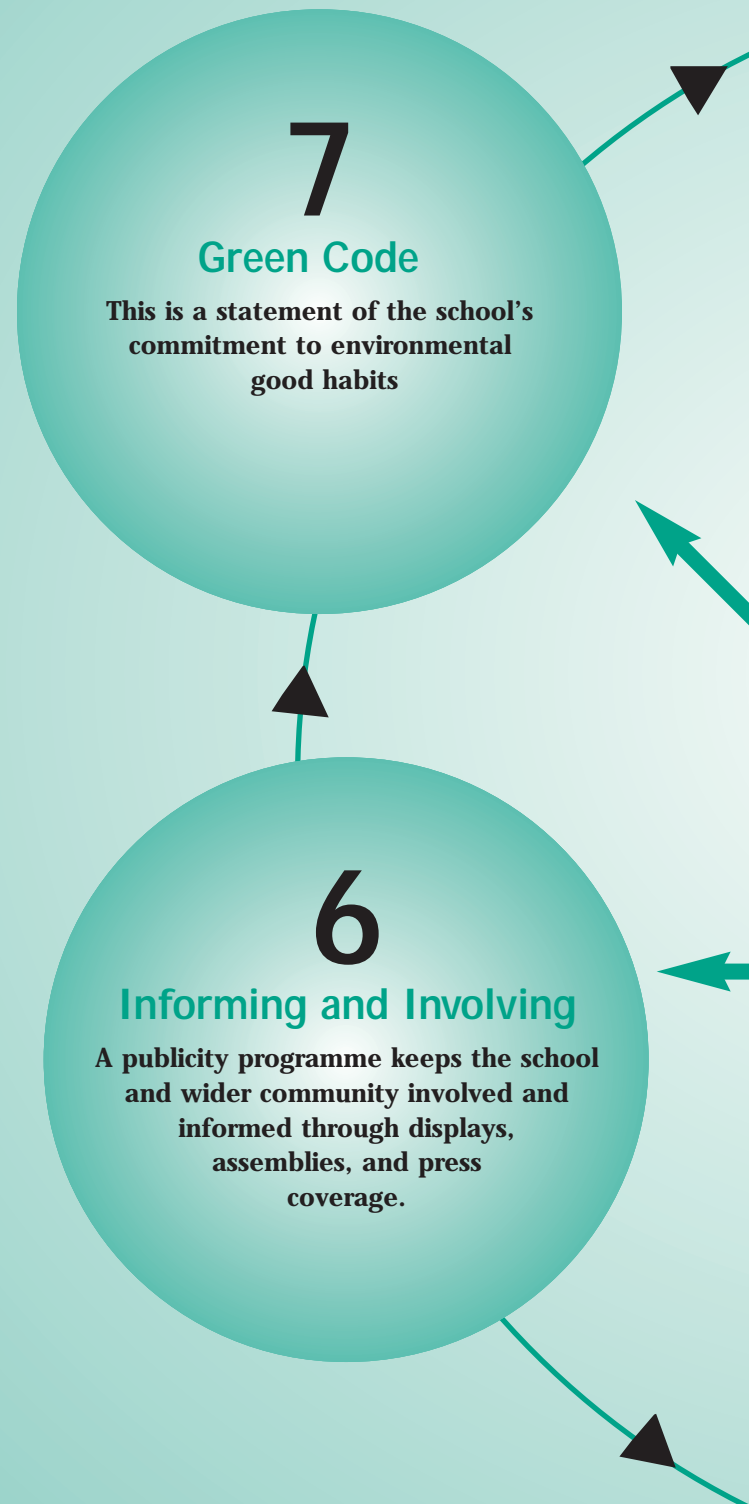 7
Green Code
This is a statement of the school’s
commitment to environmental
good habits
6
Informing and Involving
A publicity programme keeps the school
and wider community involved and
informed through displays,
assemblies, and press
coverage.